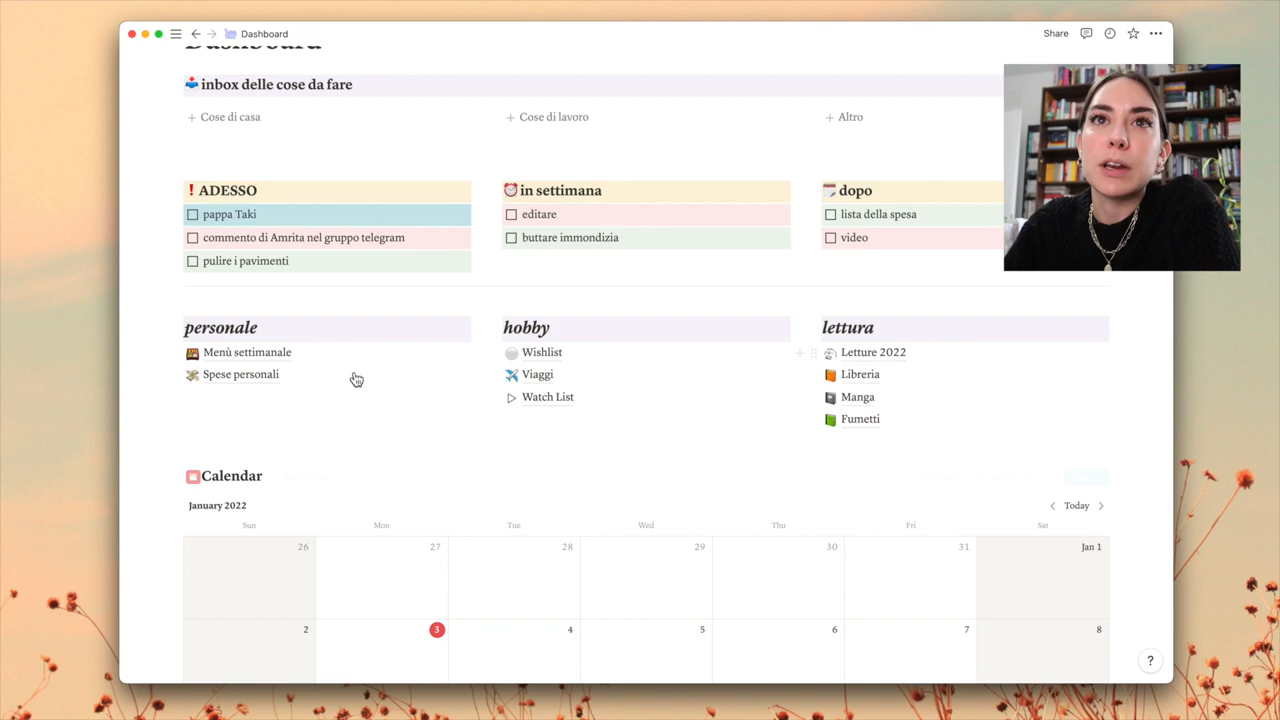 Dashboard
Share
Dashboard
inbox delle cose da fare
+ Cose di casa
+ Cose di lavoro
+ Altro
ADESSO
in settimana
dopo
pappa Taki
editare
lista della spesa
commento di Amrita nel gruppo telegram
buttare immondizia
video
pulire i pavimenti
personale
hobby
lettura
Menù settimanale
Wishlist
Letture 2022
Spese personali
Viaggi
Libreria
Watch List
Manga
Fumetti
Calendar
January 2022
Today
Sun Mon Tue Wed Thu Fri Sat
26 27 28 29 30 31 Jan 1
2 3 4 5 6 7 8
?